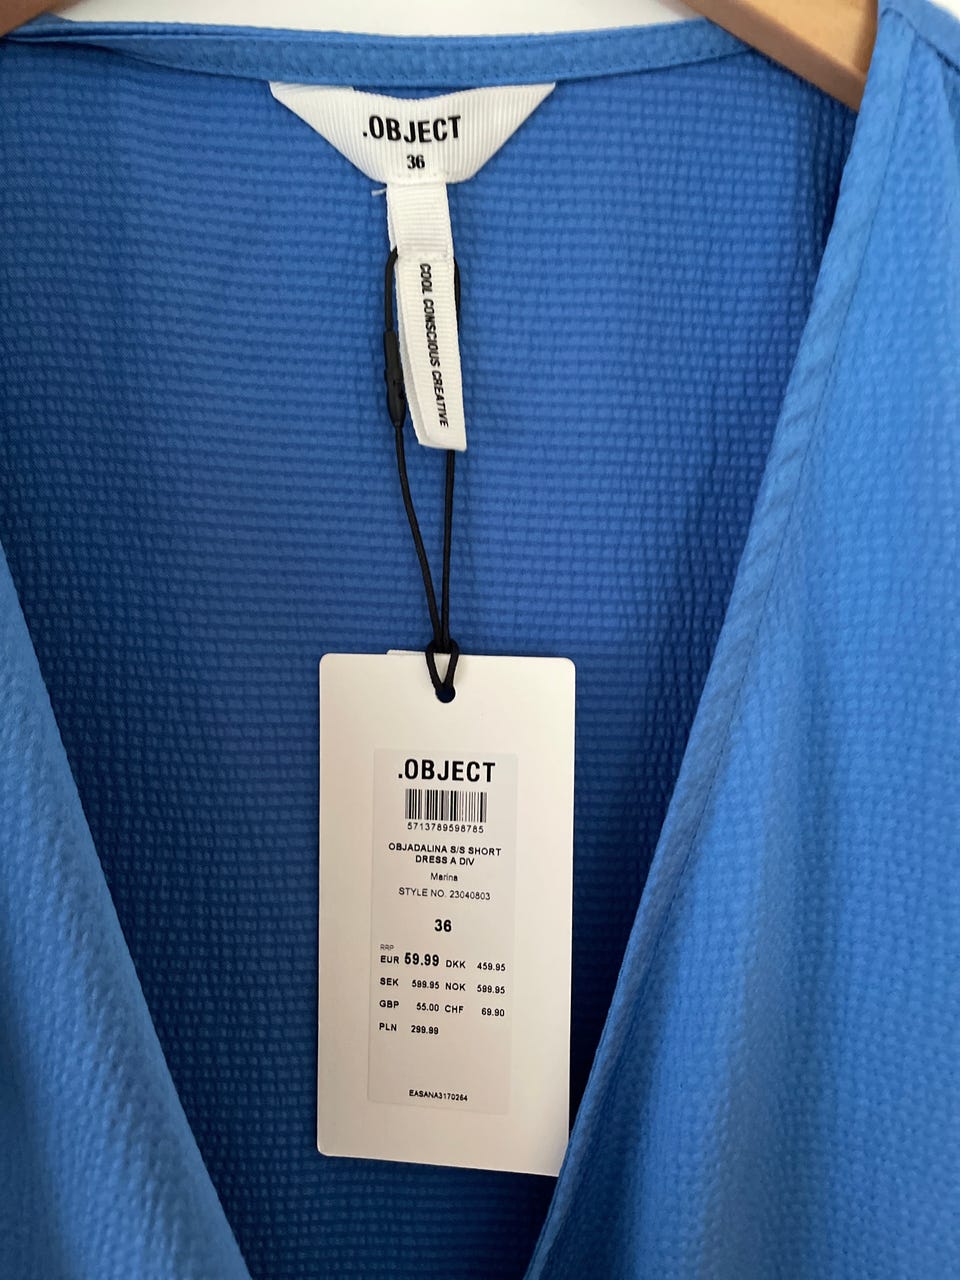 .OBJECT
36
COOL CONSCIOUS CREATIVE
.OBJECT
5713789598785
OBJADALINA S/S SHORT
DRESS A DIV
Marina
STYLE NO. 23040803
36
RRP
EUR 59.99 DKK 459.95
SEK 599.95 NOK 599.95
GBP 55.00 CHF 69.90
PLN 299.99
EASANA3170264